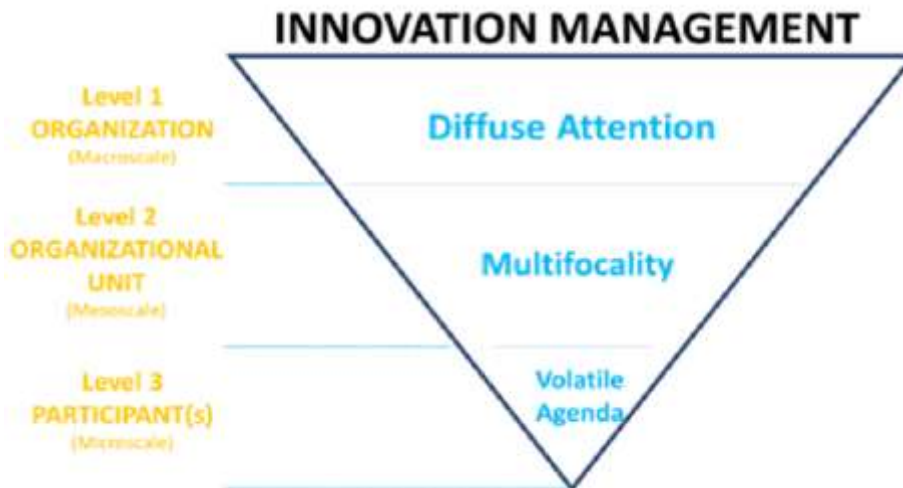 INNOVATION MANAGEMENT
Level 1
ORGANIZATION
(Macroscale)
Diffuse Attention
Level 2
ORGANIZATIONAL
UNIT
(Mesoscale)
Multifocality
Level 3
PARTICIPANT(s)
(Microscale)
Volatile
Agenda